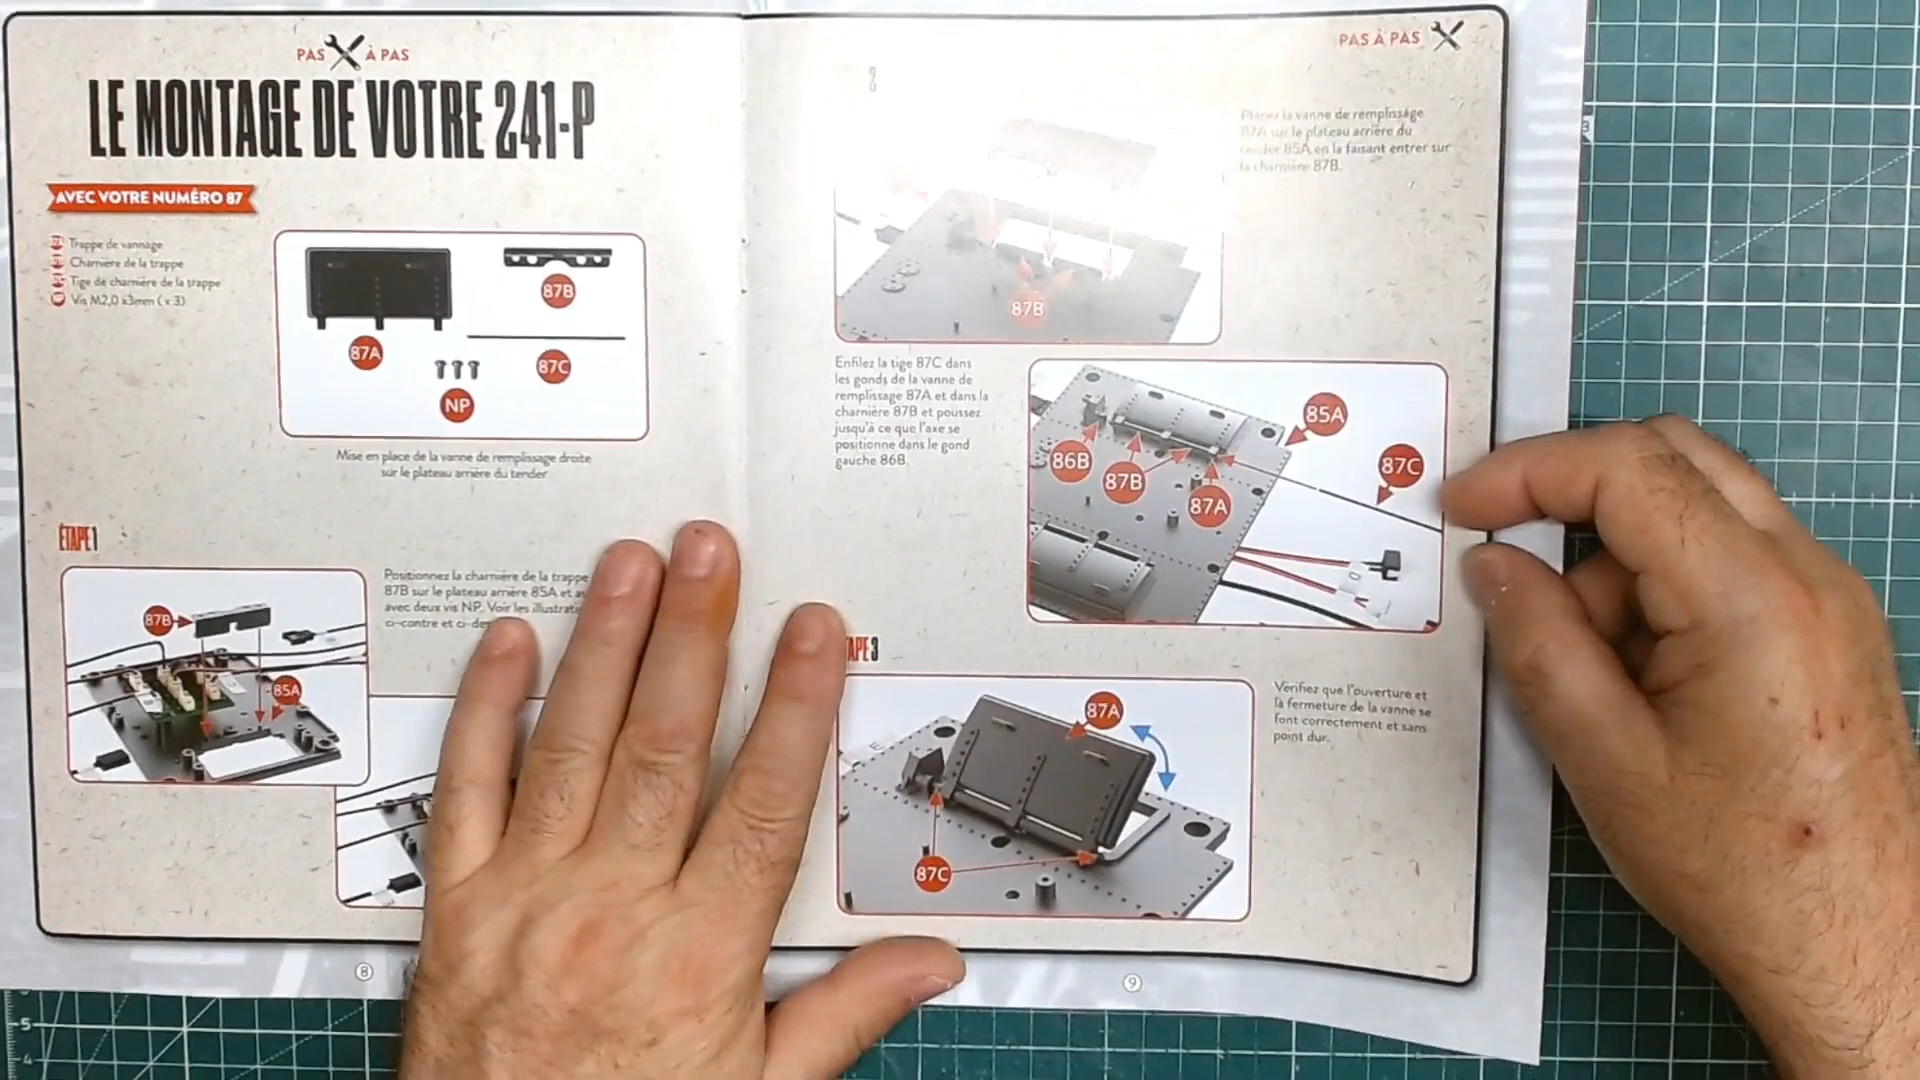 PAS À PAS
LE MONTAGE DE VOTRE 241-P
AVEC VOTRE NUMÉRO 87
Trappe de vannage
Charnière de la trappe
Tige de charnière de la trappe
Vis M2,0 x3mm ( x 3)
87A
87B
87C
NP
Mise en place de la vanne de remplissage droite
sur le plateau arrière du tender
ÉTAPE 1
87B
85A
Positionnez la charnière de la trappe
87B sur le plateau arrière 85A et
avec deux vis NP. Voir les
ci-contre et
8
PAS À PAS
2
87B
Placez la vanne de remplissage
87A sur le plateau arrière du
tender 85A en la faisant entrer sur
la charnière 87B.
Enfilez la tige 87C dans
les gonds de la vanne de
remplissage 87A et dans la
charnière 87B et poussez
jusqu'à ce que l'axe se
positionne dans le gond
gauche 86B.
85A
87C
86B
87B
87A
APE 3
87A
87C
Vérifiez que l'ouverture et
la fermeture de la vanne se
font correctement et sans
point dur.
9
3
5
4